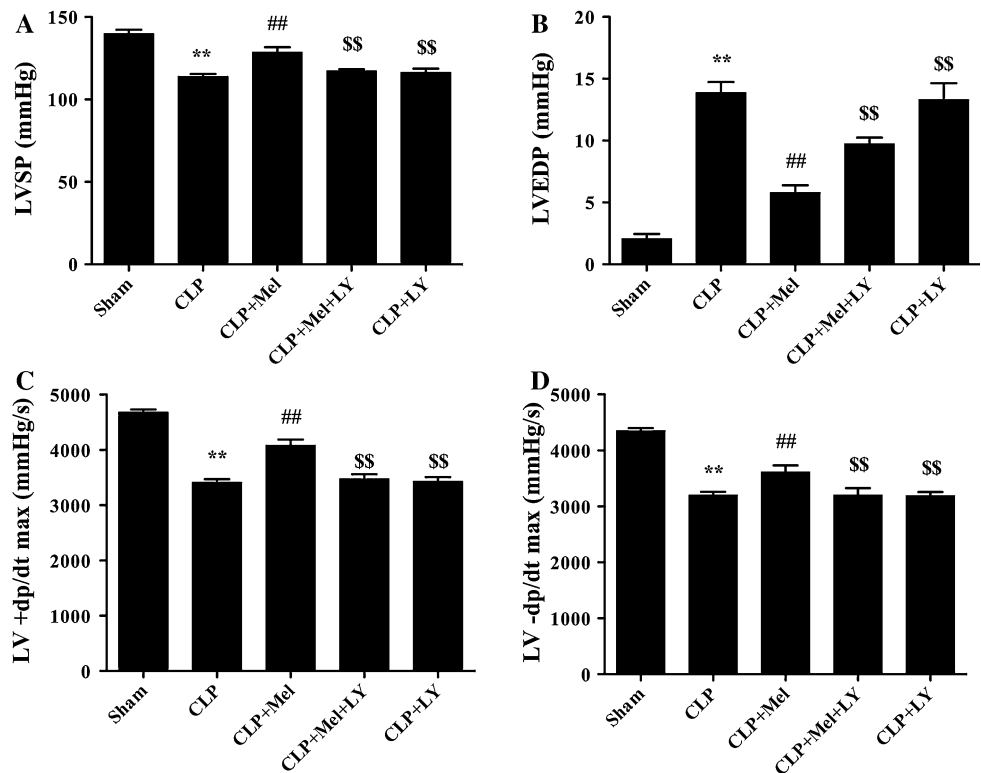 A
LVSP (mmHg)
150
100
50
0
**
##
$$
$$
Sham
CLP
CLP+Mel
CLP+Mel+LY
CLP+LY
B
LVEDP (mmHg)
20
15
10
5
0
**
##
$$
$$
Sham
CLP
CLP+Mel
CLP+Mel+LY
CLP+LY
C
LV +dp/dt max (mmHg/s)
5000
4000
3000
2000
1000
0
**
##
$$
$$
Sham
CLP
CLP+Mel
CLP+Mel+LY
CLP+LY
D
LV -dp/dt max (mmHg/s)
5000
4000
3000
2000
1000
0
**
##
$$
$$
Sham
CLP
CLP+Mel
CLP+Mel+LY
CLP+LY